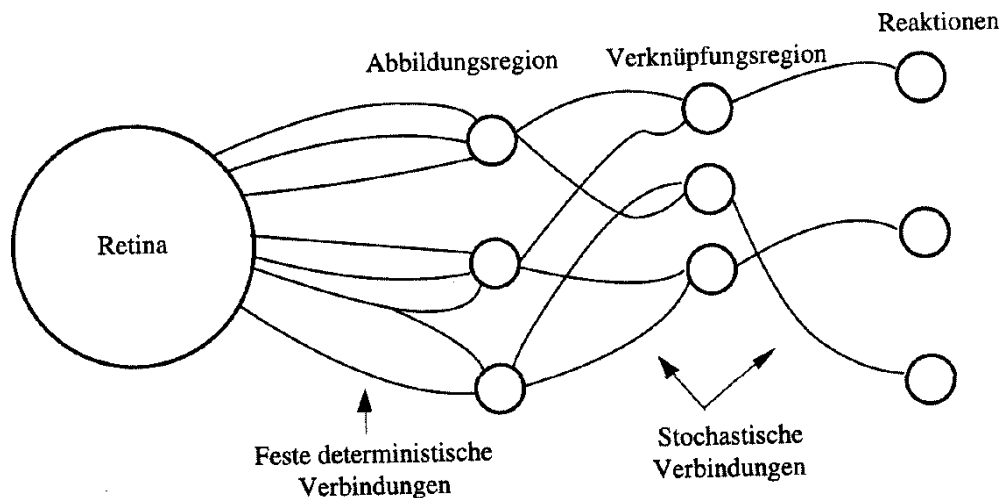 Reaktionen
Abbildungsregion
Verknüpfungsregion
Retina
Feste deterministische
Verbindungen
Stochastische
Verbindungen